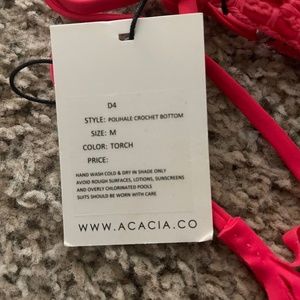 D4
STYLE: POLIHALE CROCHET BOTTOM
SIZE: M
COLOR: TORCH
PRICE:
HAND WASH COLD & DRY IN SHADE ONLY
AVOID ROUGH SURFACES, LOTIONS, SUNSCREENS
AND OVERLY CHLORINATED POOLS
SUITS SHOULD BE WORN WITH CARE
WWW.ACACIA.CO